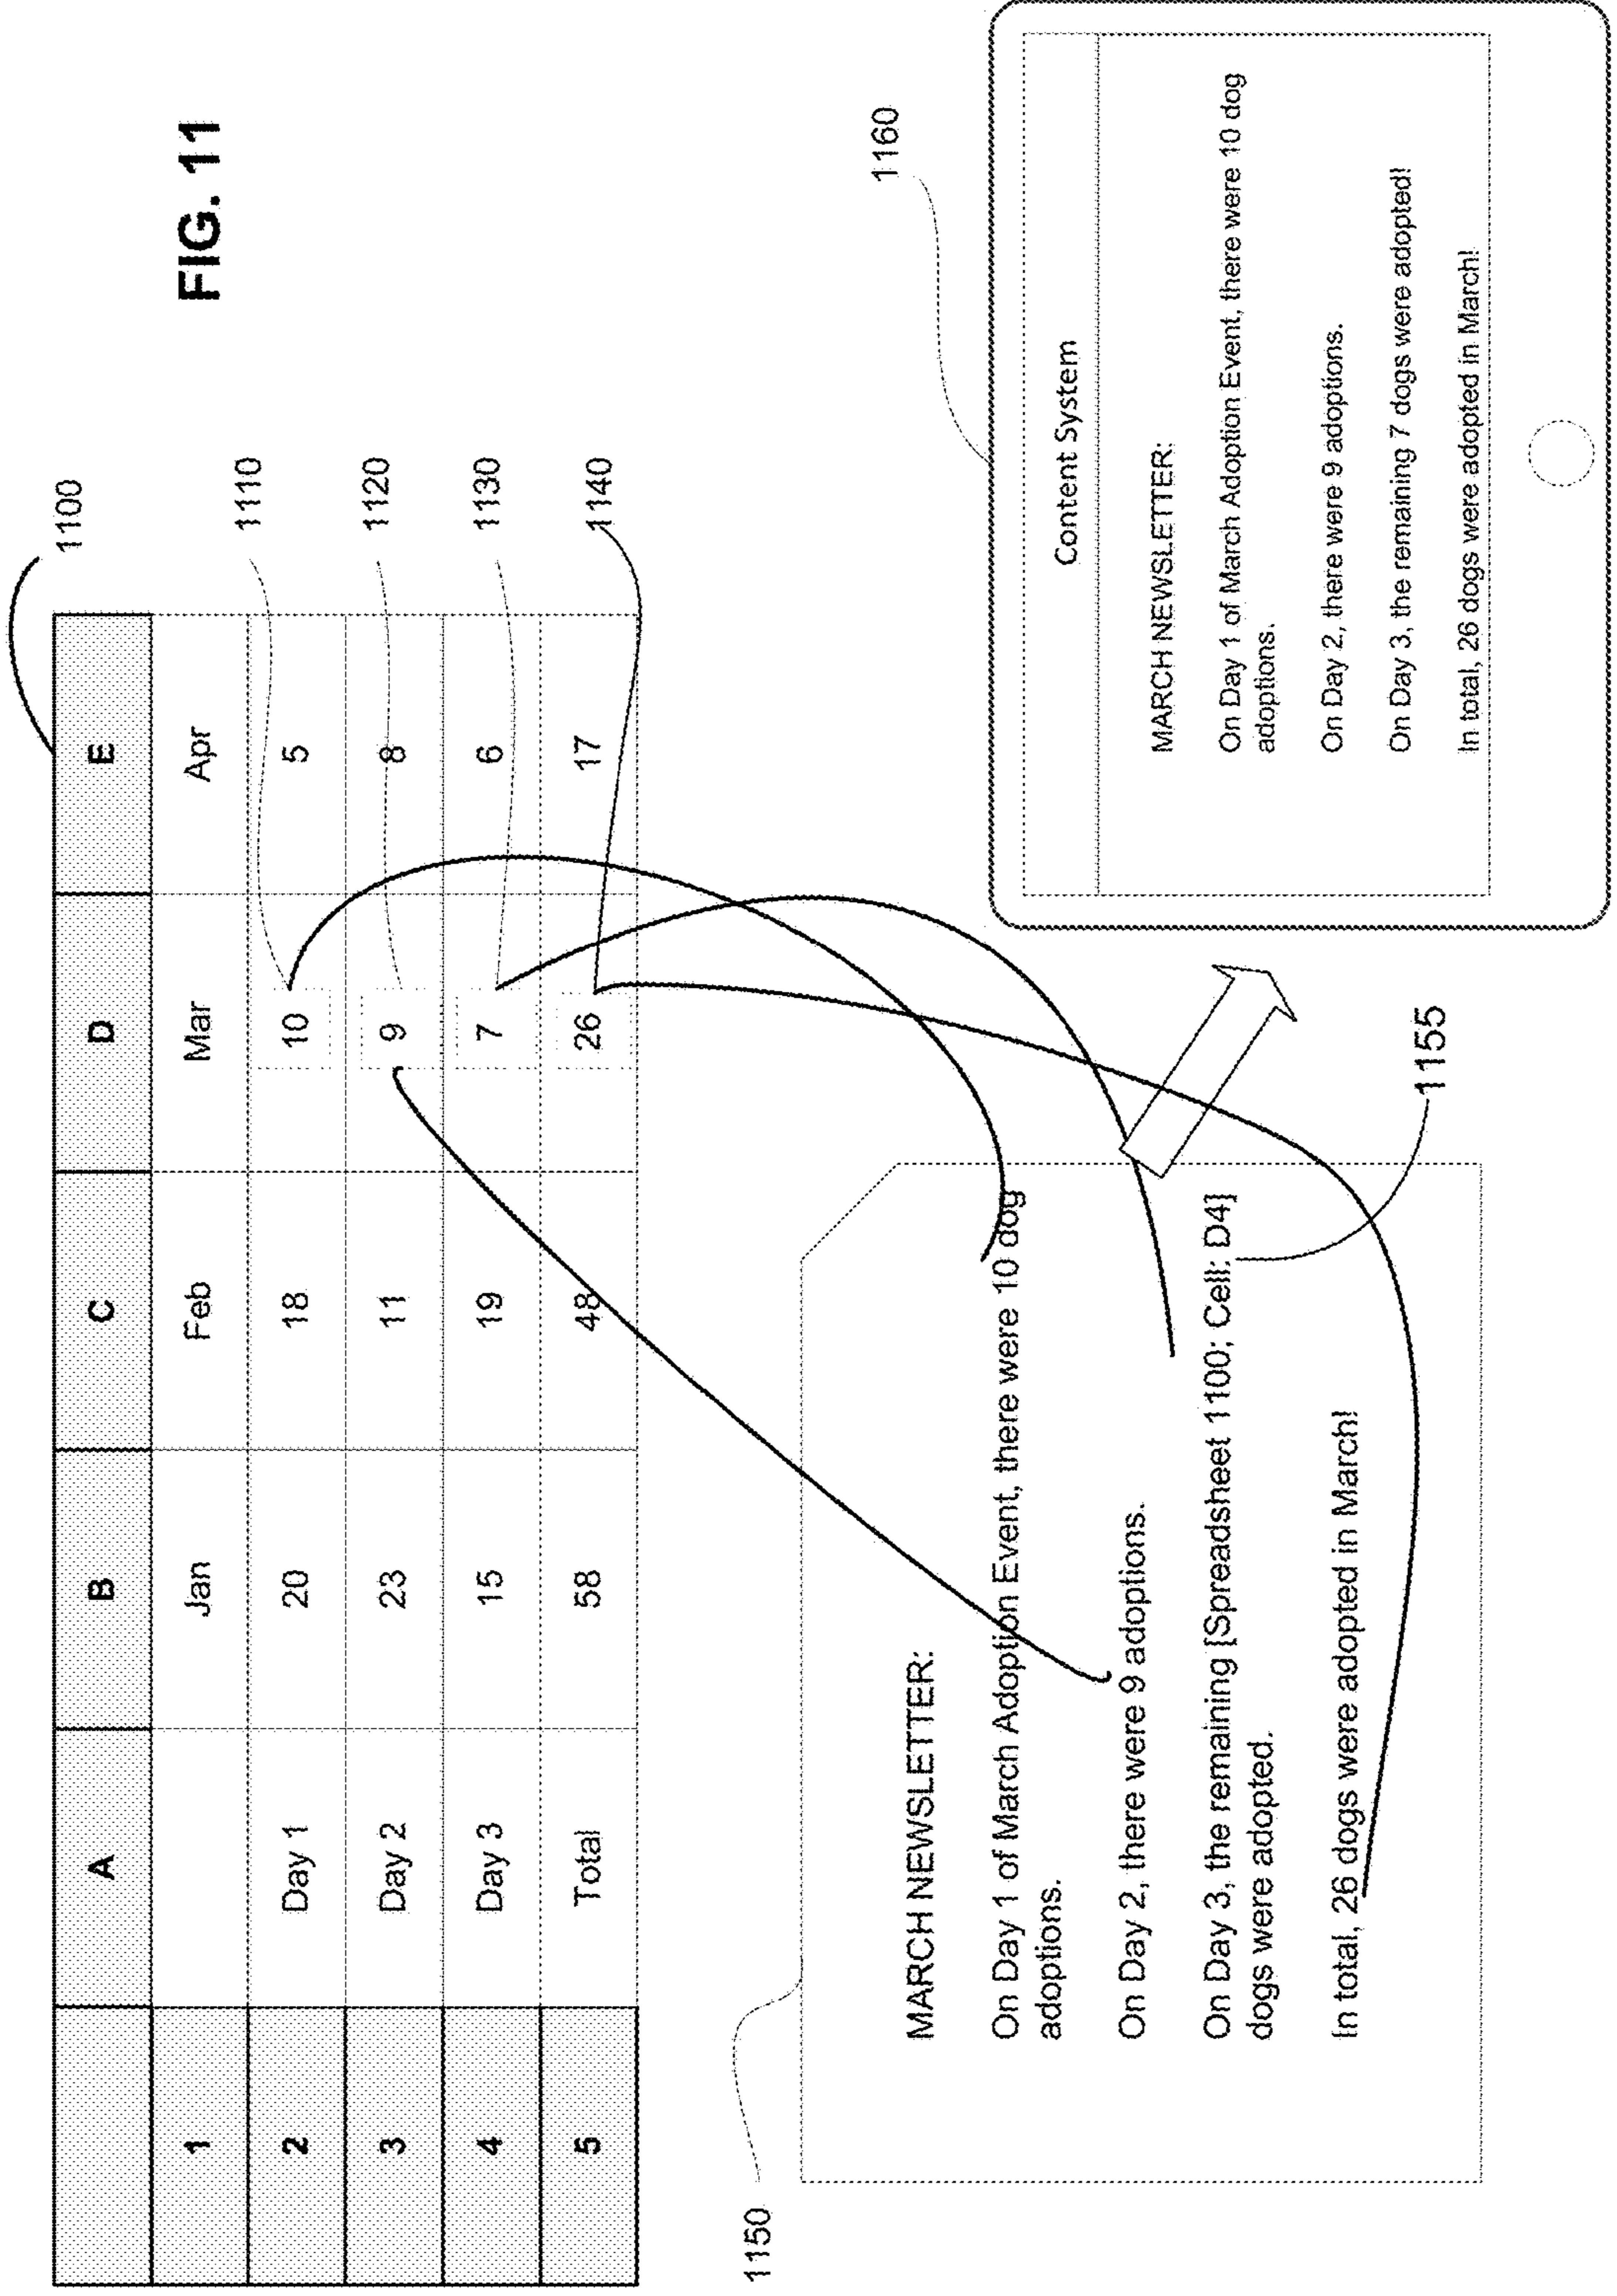 FIG. 11
1100
A B C D E
1 Jan Feb Mar Apr
2 Day 1 20 18 10 5
3 Day 2 23 11 9 8
4 Day 3 15 19 7 6
5 Total 58 48 26 17
1110
1120
1130
1140
1150
MARCH NEWSLETTER:
On Day 1 of March Adoption Event, there were 10 dog
adoptions.
On Day 2, there were 9 adoptions.
On Day 3, the remaining [Spreadsheet 1100; Cell: D4]
dogs were adopted.
In total, 26 dogs were adopted in March!
1155
1160
Content System
MARCH NEWSLETTER:
On Day 1 of March Adoption Event, there were 10 dog
adoptions.
On Day 2, there were 9 adoptions.
On Day 3, the remaining 7 dogs were adopted!
In total, 26 dogs were adopted in March!